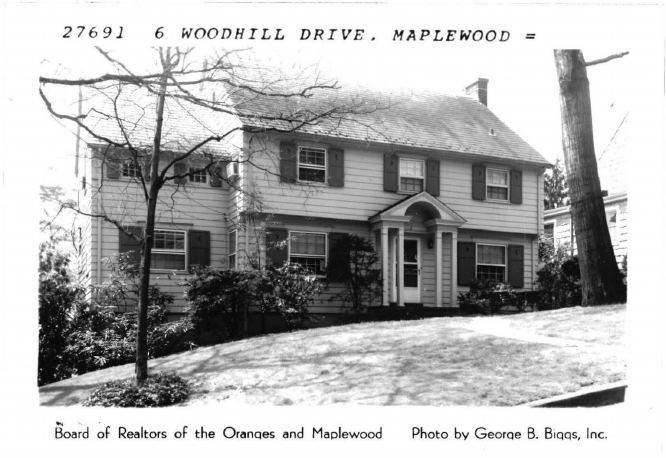 27691 6 WOODHILL DRIVE. MAPLEWOOD =
Board of Realtors of the Oranges and Maplewood Photo by George B. Biggs, Inc.